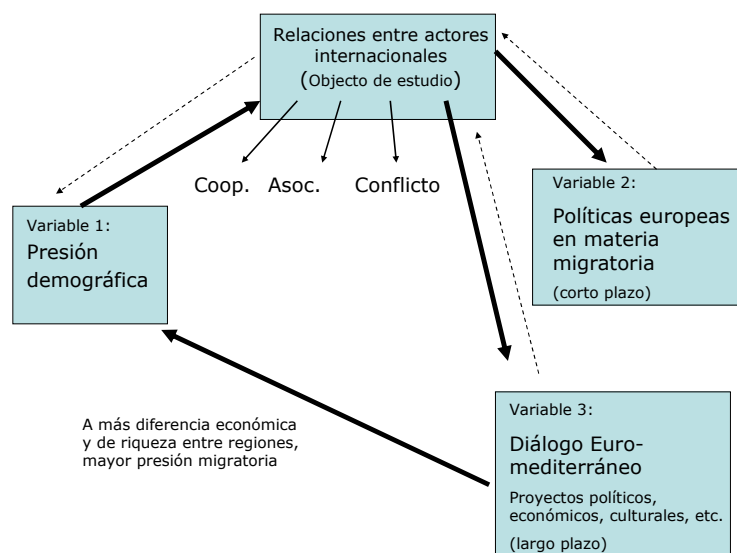 Relaciones entre actores
internacionales
(Objecto de estudio)
Coop. Asoc. Conflicto
Variable 1:
Presión
demográfica
Variable 2:
Políticas europeas
en materia
migratoria
(corto plazo)
A más diferencia económica
y de riqueza entre regiones,
mayor presión migratoria
Variable 3:
Diálogo Euro-
mediterráneo
Proyectos políticos,
económicos, culturales, etc.
(largo plazo)